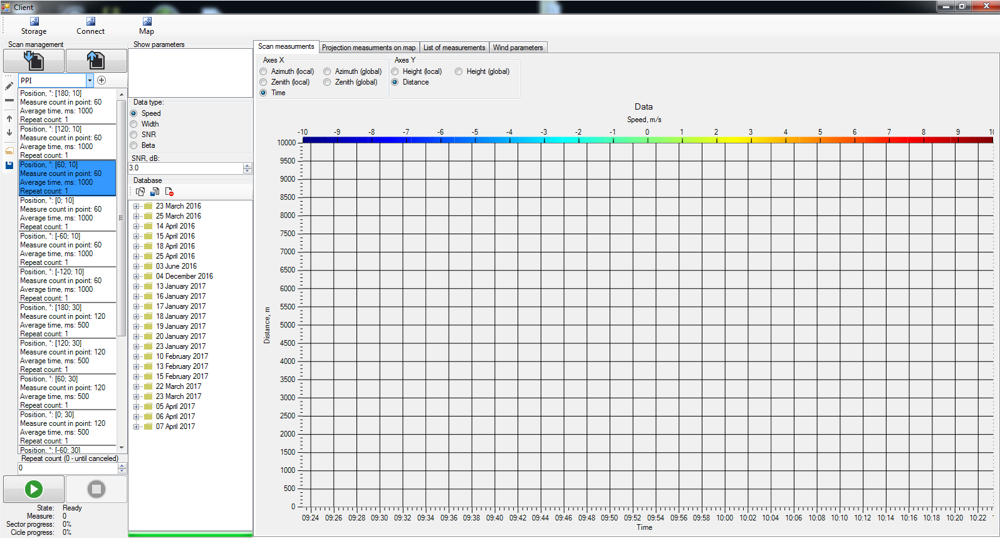 Client
Storage
Connect
Map
Scan management
PPI
Position, °: [180; 10]
Measure count in point: 60
Average time, ms: 1000
Repeat count: 1
Position, °: [120; 10]
Measure count in point: 60
Average time, ms: 1000
Repeat count: 1
Position, °: [60; 10]
Measure count in point: 60
Average time, ms: 1000
Repeat count: 1
Position, °: [0; 10]
Measure count in point: 60
Average time, ms: 1000
Repeat count: 1
Position, °: [-60; 10]
Measure count in point: 60
Average time, ms: 1000
Repeat count: 1
Position, °: [-120; 10]
Measure count in point: 60
Average time, ms: 1000
Repeat count: 1
Position, °: [180; 30]
Measure count in point: 120
Average time, ms: 500
Repeat count: 1
Position, °: [120; 30]
Measure count in point: 120
Average time, ms: 500
Repeat count: 1
Position, °: [60; 30]
Measure count in point: 120
Average time, ms: 500
Repeat count: 1
Position, °: [0; 30]
Measure count in point: 120
Average time, ms: 500
Repeat count: 1
Position, °: [-60; 30]
Repeat count (0 - until canceled)
0
State: Ready
Measure: 0
Sector progress: 0%
Cicle progress: 0%
Show parameters
Data type:
Speed
Width
SNR
Beta
SNR, dB:
3.0
Database
23 March 2016
25 March 2016
14 April 2016
15 April 2016
18 April 2016
25 April 2016
03 June 2016
04 December 2016
13 January 2017
16 January 2017
17 January 2017
18 January 2017
19 January 2017
20 January 2017
23 January 2017
10 February 2017
13 February 2017
15 February 2017
22 March 2017
23 March 2017
05 April 2017
06 April 2017
07 April 2017
Scan measurments
Projection measurments on map
List of measurements
Wind parameters
Axes X
Azimuth (local)
Azimuth (global)
Zenith (local)
Zenith (global)
Time
Axes Y
Height (local)
Height (global)
Distance
Data
Speed, m/s
-10 -9 -8 -7 -6 -5 -4 -3 -2 -1 0 1 2 3 4 5 6 7 8 9 10
10000
9500
9000
8500
8000
7500
7000
6500
6000
5500
5000
4500
4000
3500
3000
2500
2000
1500
1000
500
0
Distance, m
09:24 09:26 09:28 09:30 09:32 09:34 09:36 09:38 09:40 09:42 09:44 09:46 09:48 09:50 09:52 09:54 09:56 09:58 10:00 10:02 10:04 10:06 10:08 10:10 10:12 10:14 10:16 10:18 10:20 10:22
Time